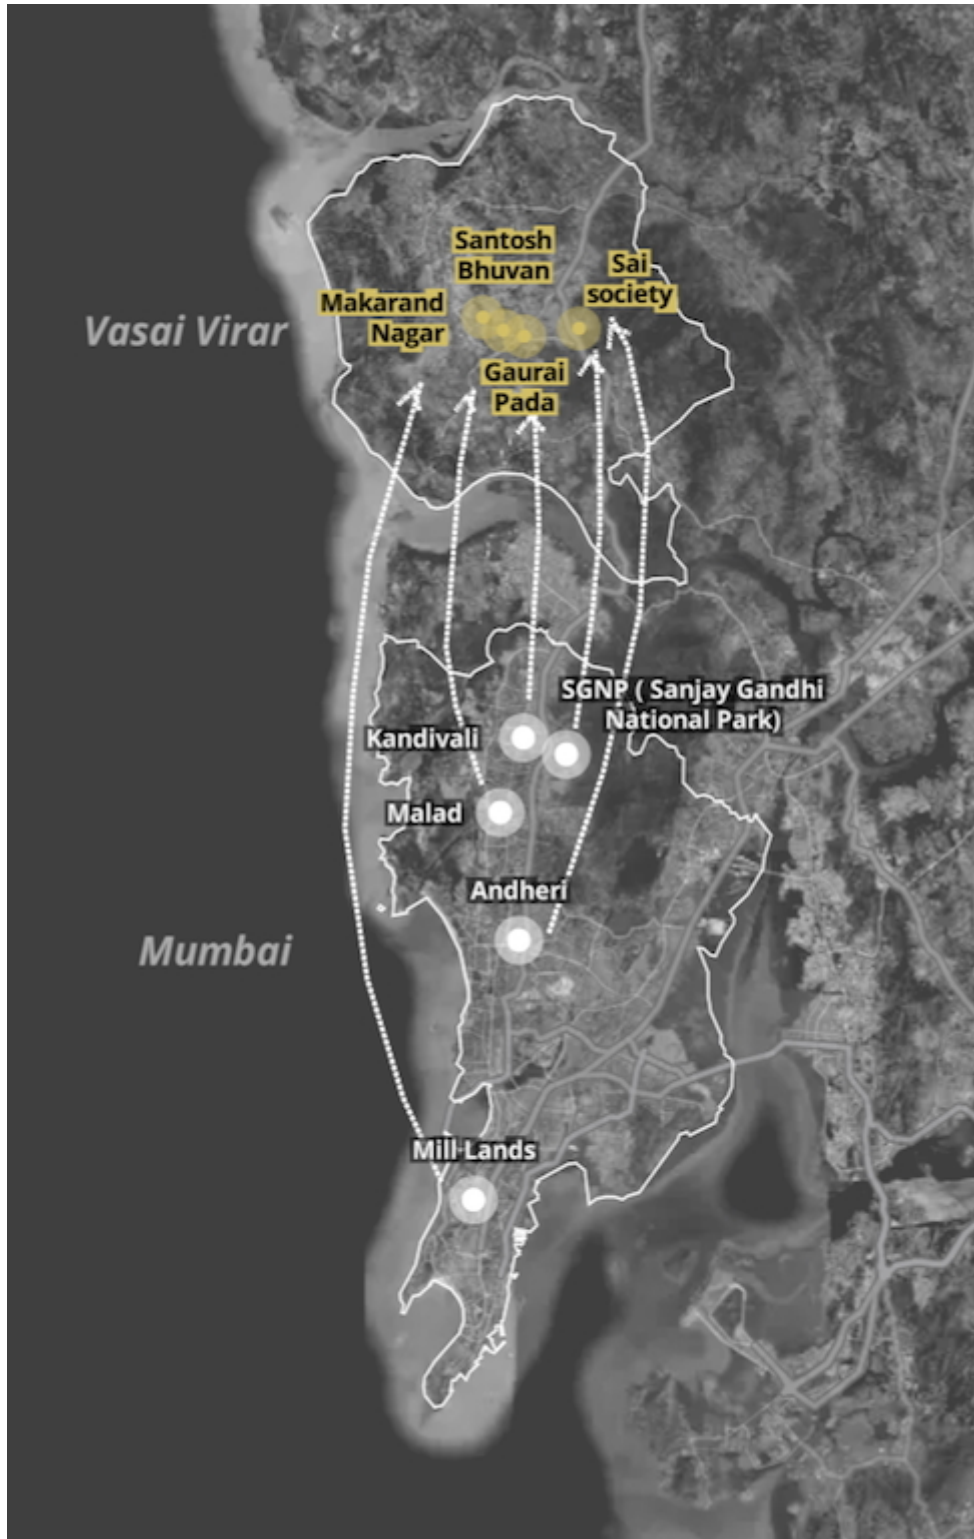 Santosh
Bhuvan
Sai
society
Makarand
Nagar
Vasai Virar
Gaurai
Pada
SGNP ( Sanjay Gandhi
National Park)
Kandivali
Malad
Andheri
Mumbai
Mill Lands